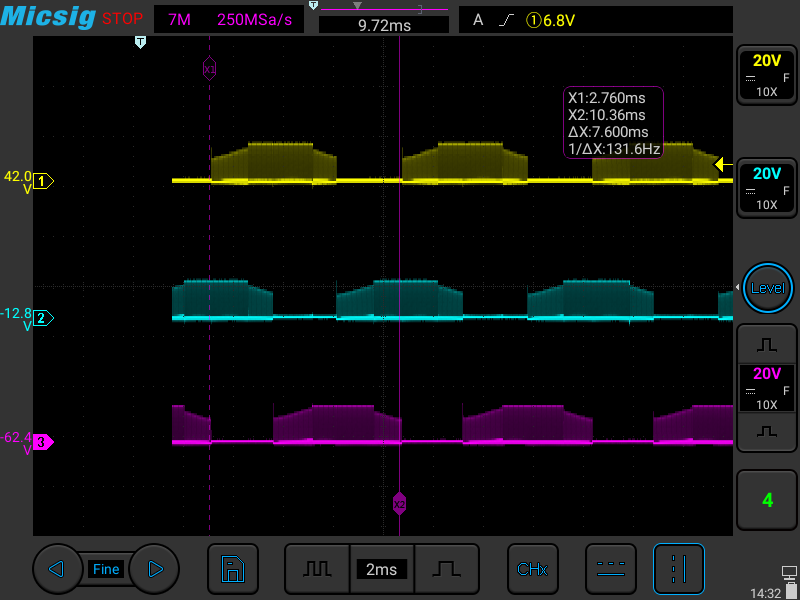 Micsig STOP 7M 250MSa/s T 9.72ms A ①6.8V
T
X1
X1:2.760ms
X2:10.36ms
ΔX:7.600ms
1/ΔX:131.6Hz
20V
F
10X
42.0
V
1
20V
F
10X
-12.8
V
2
Level
20V
F
10X
-62.4
V
3
X2
4
Fine
2ms
CHx
14:32